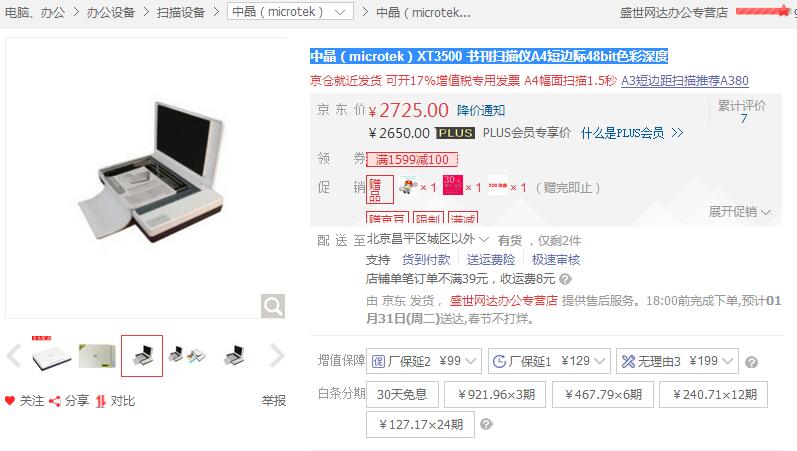 电脑、办公 > 办公设备 > 扫描设备 > 中晶（microtek） > 中晶（microtek... 盛世网达办公专营店
中晶（microtek）XT3500 书刊扫描仪A4短边际48bit色彩深度
京仓就近发货 可开17%增值税专用发票 A4幅面扫描1.5秒 A3短边距扫描推荐A380
京东价 ¥2725.00 降价通知 累计评价
7
¥2650.00 PLUS PLUS会员专享价 什么是PLUS会员 >>
领券 满1599减100
促销 赠品 ×1 30元 ×1 ×1（赠完即止）
赠京豆 限制 满减 展开促销
配送至 北京昌平区城区以外 有货，仅剩2件
支持 货到付款 送运费险 极速审核
店铺单笔订单不满39元，收运费8元
由 京东 发货， 盛世网达办公专营店 提供售后服务。18:00前完成下单,预计01
月31日(周二)送达,春节不打烊。
增值保障 厂保延2 ¥99 厂保延1 ¥129 无理由3 ¥199
关注 分享 对比 举报
白条分期 30天免息 ¥921.96×3期 ¥467.79×6期 ¥240.71×12期
¥127.17×24期